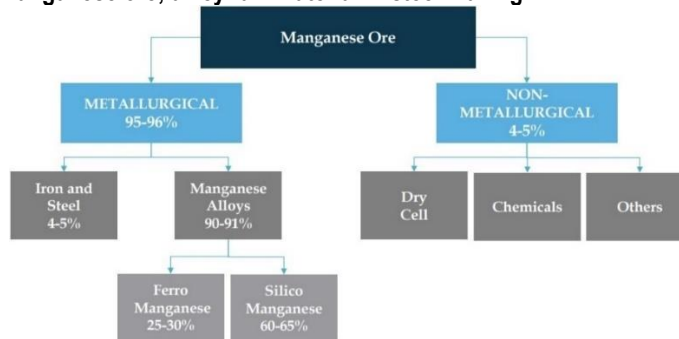 Manganese Ore
METALLURGICAL
95-96%
NON-
METALLURGICAL
4-5%
Iron and
Steel
4-5%
Manganese
Alloys
90-91%
Dry
Cell
Chemicals
Others
Ferro
Manganese
25-30%
Silico
Manganese
60-65%